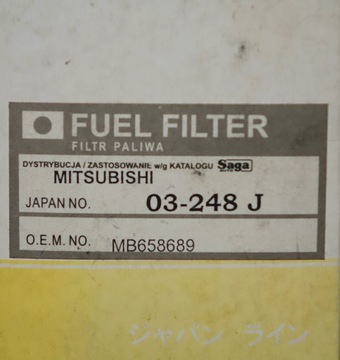 FUEL FILTER
FILTR PALIWA
DYSTRYBUCJA / ZASTOSOWANIE w/g KATALOGU Saga
MITSUBISHI
JAPAN NO. 03-248 J
O.E.M. NO. MB658689
ジャパン ライン